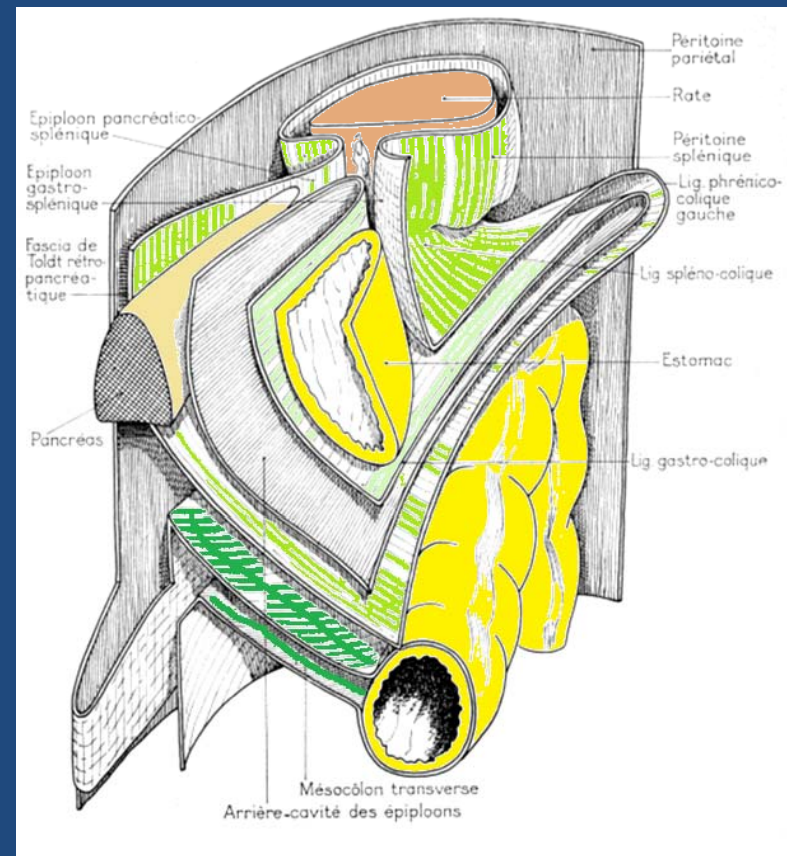 Péritoine
pariétal
Rate
Péritoine
splénique
Lig. phrénico-
colique
gauche
Lig spléno-colique
Estomac
Lig. gastro-colique
Epiploon pancréatico-
splénique
Epiploon
gastro-
splénique
Fascia de
Toldt rétro-
pancréa-
tique
Pancréas
Mésocôlon transverse
Arrière-cavité des épiploons